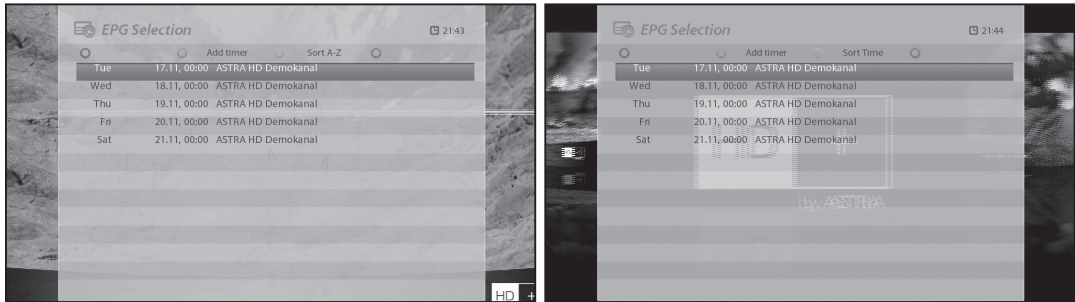 EPG Selection 21:43
Add timer Sort A-Z
Tue 17.11, 00:00 ASTRA HD Demokanal
Wed 18.11, 00:00 ASTRA HD Demokanal
Thu 19.11, 00:00 ASTRA HD Demokanal
Fri 20.11, 00:00 ASTRA HD Demokanal
Sat 21.11, 00:00 ASTRA HD Demokanal
HD +
EPG Selection 21:44
Add timer Sort Time
Tue 17.11, 00:00 ASTRA HD Demokanal
Wed 18.11, 00:00 ASTRA HD Demokanal
Thu 19.11, 00:00 ASTRA HD Demokanal
Fri 20.11, 00:00 ASTRA HD Demokanal
Sat 21.11, 00:00 ASTRA HD Demokanal
HD +
by ASTRA